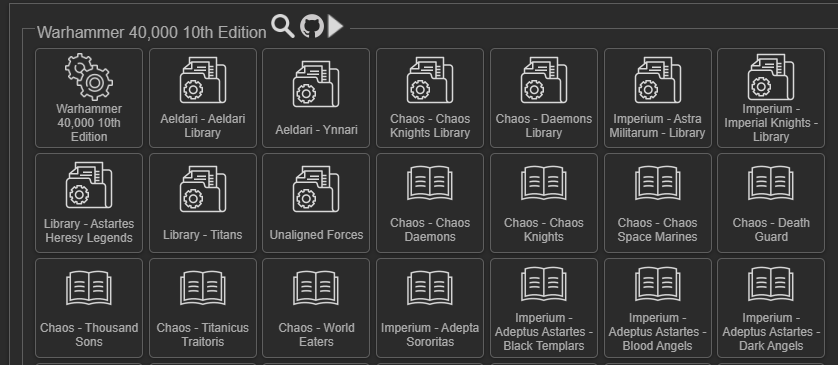 Warhammer 40,000 10th Edition
Warhammer
40,000 10th
Edition
Aeldari - Aeldari
Library
Aeldari - Ynnari
Chaos - Chaos
Knights Library
Chaos - Daemons
Library
Imperium - Astra
Militarum - Library
Imperium -
Imperial Knights -
Library
Library - Astartes
Heresy Legends
Library - Titans
Unaligned Forces
Chaos - Chaos
Daemons
Chaos - Chaos
Knights
Chaos - Chaos
Space Marines
Chaos - Death
Guard
Chaos - Thousand
Sons
Chaos - Titanicus
Traitoris
Chaos - World
Eaters
Imperium - Adepta
Sororitas
Imperium -
Adeptus Astartes -
Black Templars
Imperium -
Adeptus Astartes -
Blood Angels
Imperium -
Adeptus Astartes -
Dark Angels